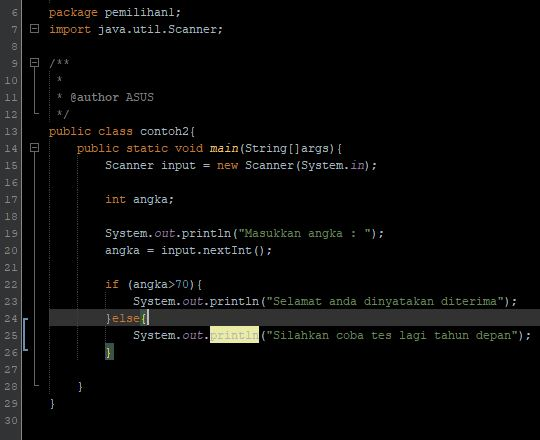 6 package pemilihan1;
7 import java.util.Scanner;
8
9 /**
10 *
11 * @author ASUS
12 */
13 public class contoh2{
14 public static void main(String[]args){
15 Scanner input = new Scanner(System.in);
16
17 int angka;
18
19 System.out.println("Masukkan angka : ");
20 angka = input.nextInt();
21
22 if (angka>70){
23 System.out.println("Selamat anda dinyatakan diterima");
24 }else{
25 System.out.println("Silahkan coba tes lagi tahun depan");
26 }
27
28 }
29 }
30